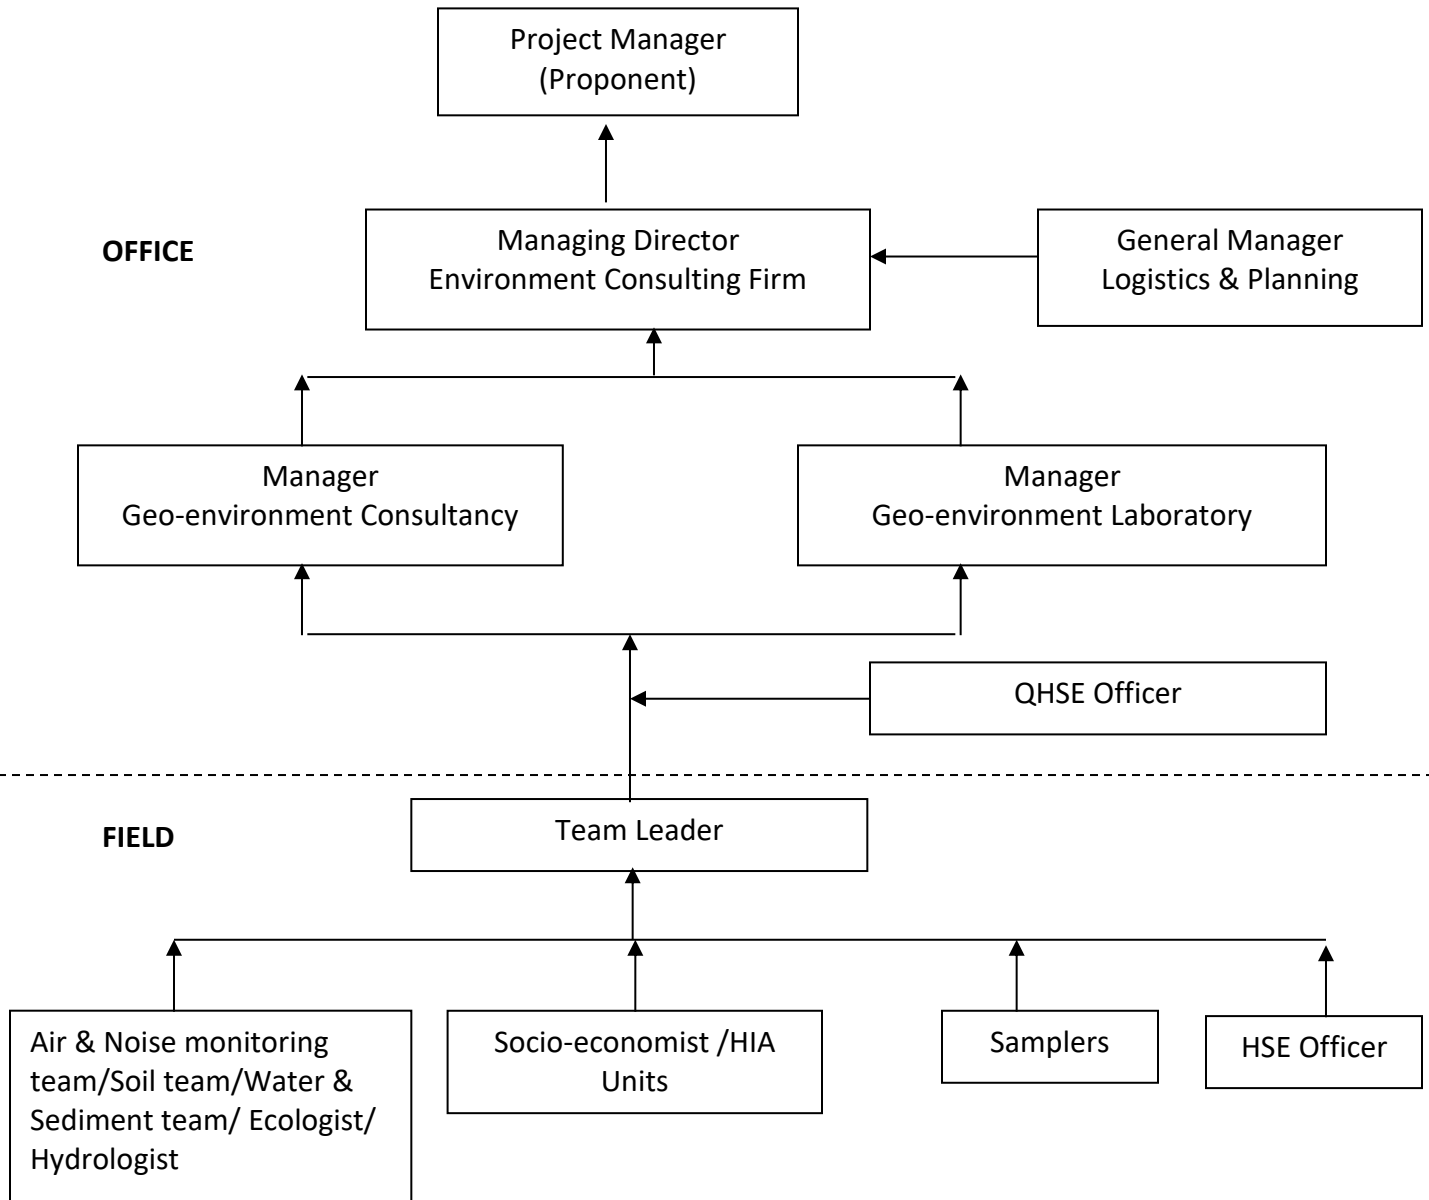 Project Manager
(Proponent)
OFFICE
Managing Director
Environment Consulting Firm
General Manager
Logistics & Planning
Manager
Geo-environment Consultancy
Manager
Geo-environment Laboratory
QHSE Officer
FIELD
Team Leader
Air & Noise monitoring
team/Soil team/Water &
Sediment team/ Ecologist/
Hydrologist
Socio-economist /HIA
Units
Samplers
HSE Officer